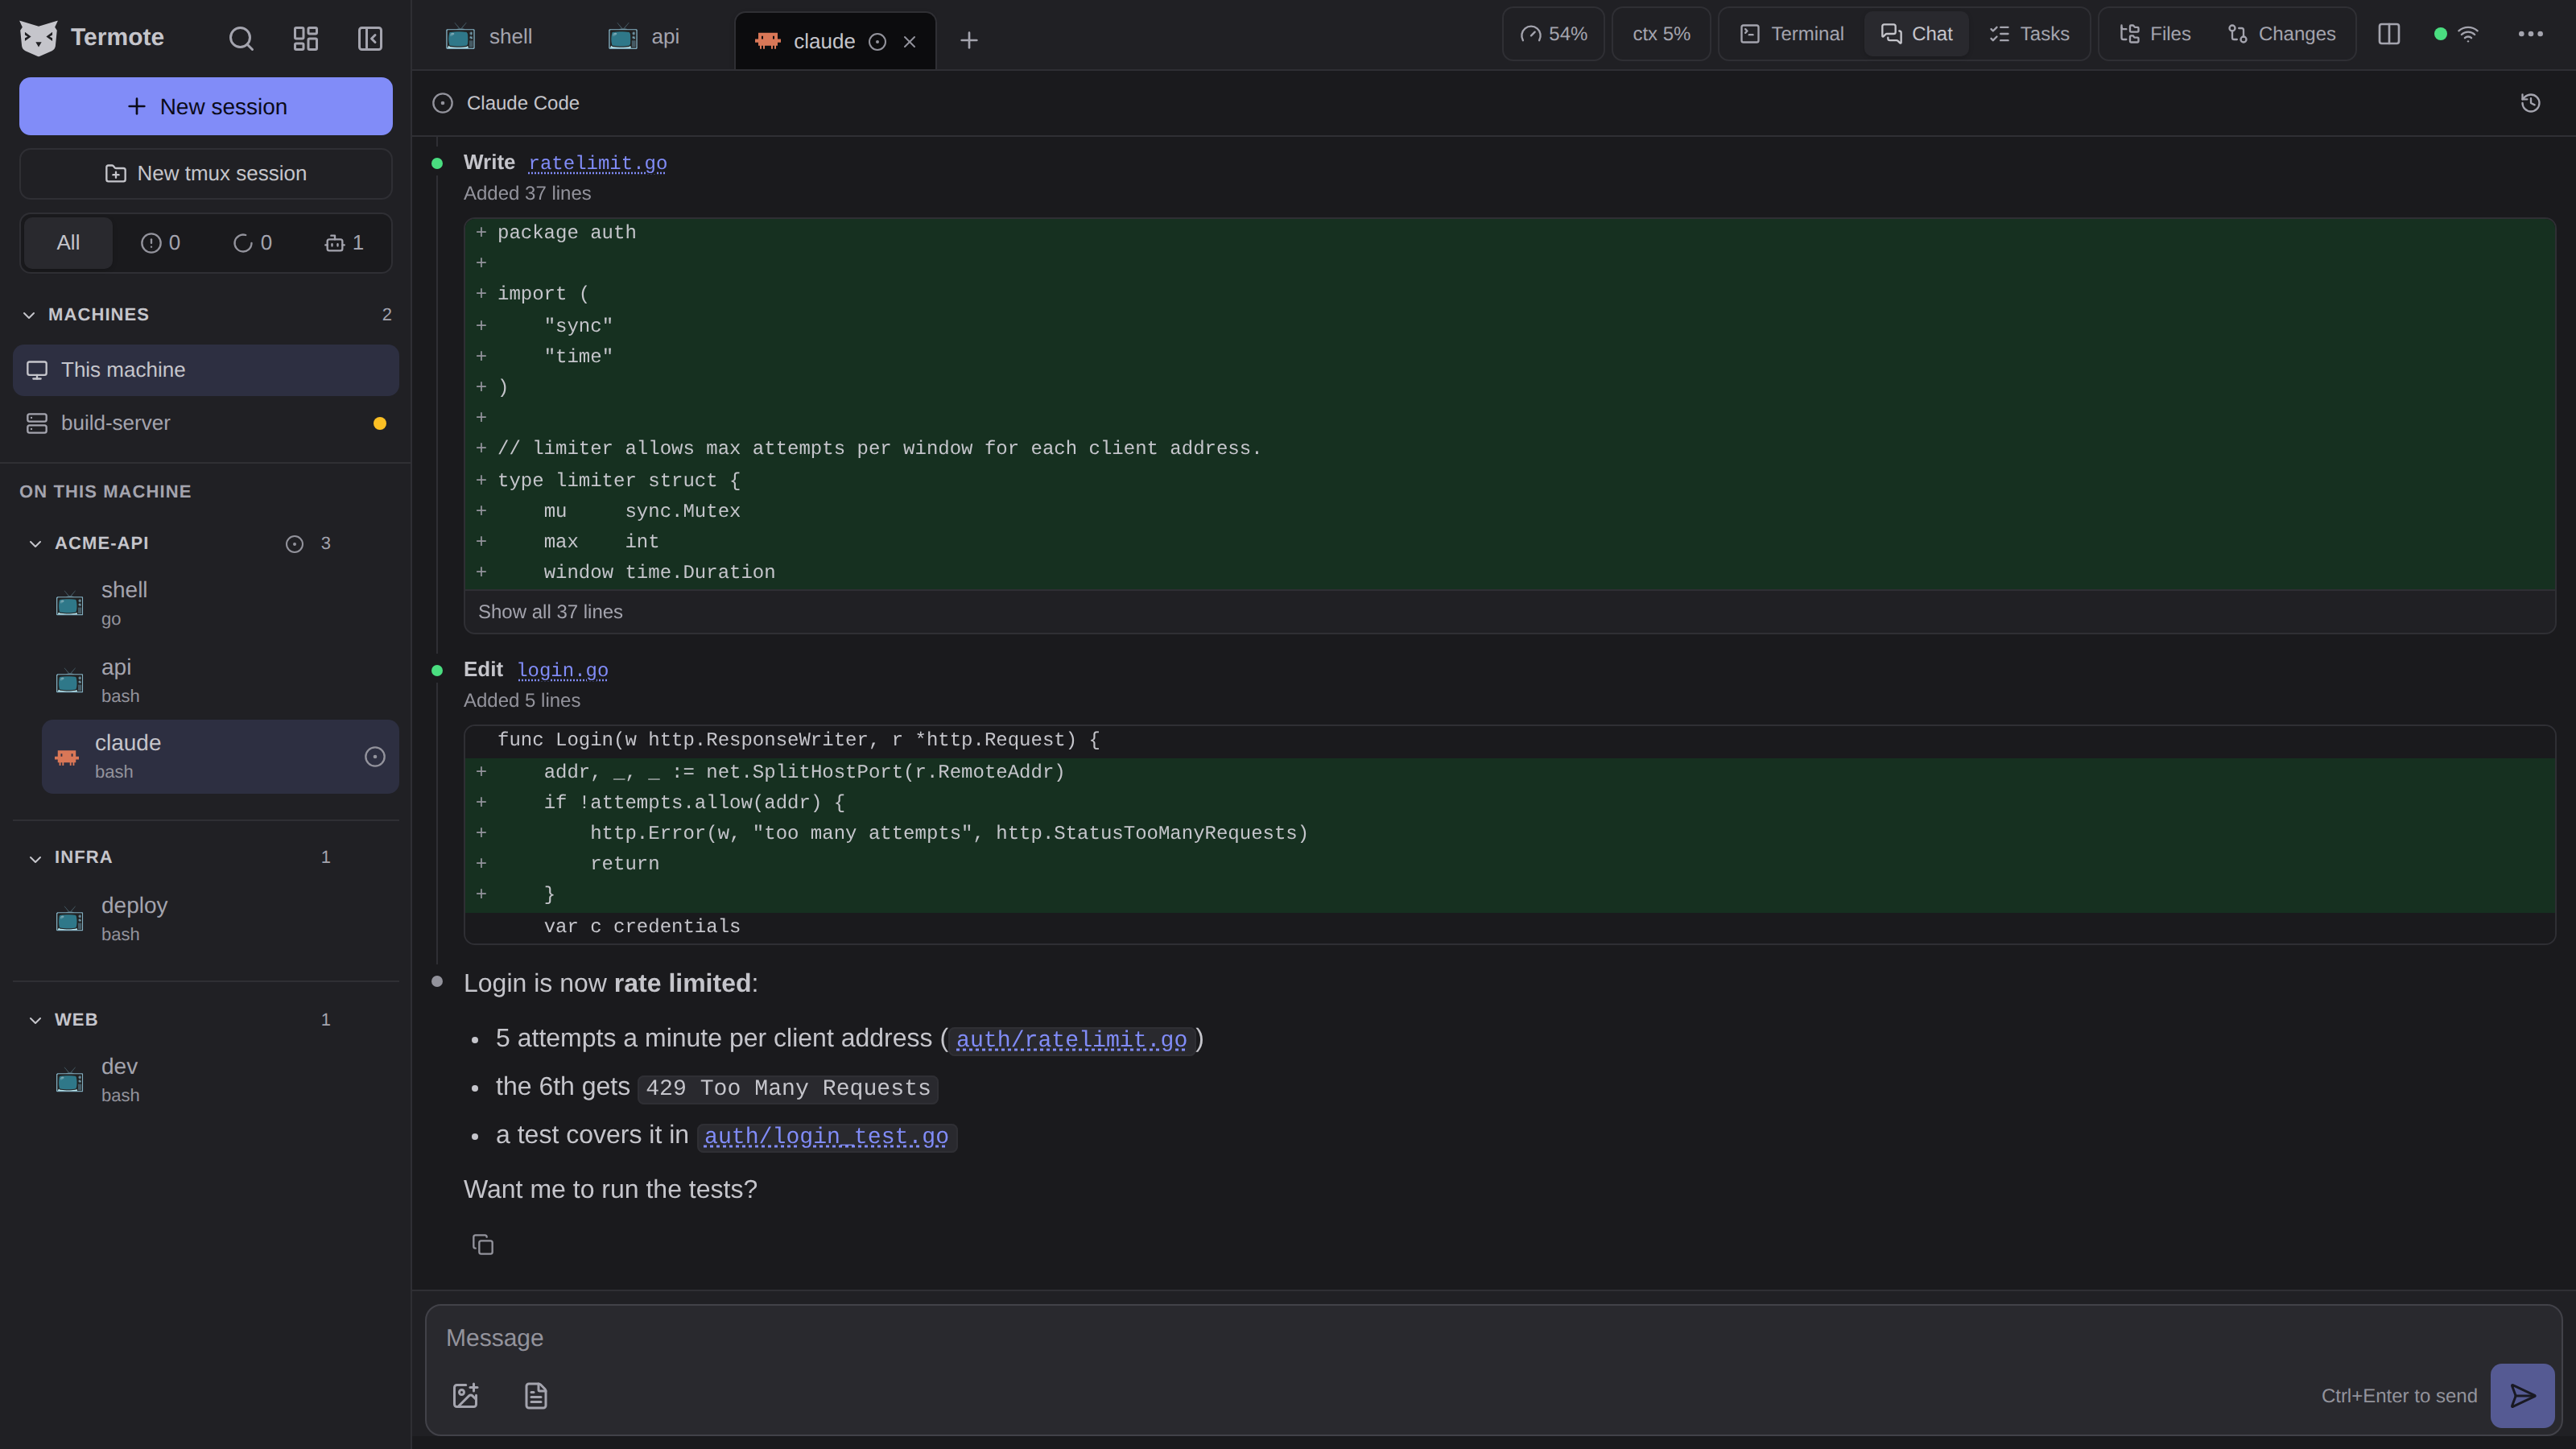 Termote
New session
New tmux session
All
0
0
1
MACHINES
2
This machine
build-server
ON THIS MACHINE
ACME-API
3
shell
go
api
bash
claude
bash
INFRA
1
deploy
bash
WEB
1
dev
bash
shell
api
claude
54%
ctx 5%
Terminal
Chat
Tasks
Files
Changes
Claude Code
Write ratelimit.go
Added 37 lines
+ package auth
+
+ import (
+     "sync"
+     "time"
+ )
+
+ // limiter allows max attempts per window for each client address.
+ type limiter struct {
+     mu     sync.Mutex
+     max    int
+     window time.Duration
Show all 37 lines
Edit login.go
Added 5 lines
func Login(w http.ResponseWriter, r *http.Request) {
+     addr, _, _ := net.SplitHostPort(r.RemoteAddr)
+     if !attempts.allow(addr) {
+         http.Error(w, "too many attempts", http.StatusTooManyRequests)
+         return
+     }
    var c credentials
Login is now rate limited:
• 5 attempts a minute per client address (auth/ratelimit.go)
• the 6th gets 429 Too Many Requests
• a test covers it in auth/login_test.go
Want me to run the tests?
Message
Ctrl+Enter to send